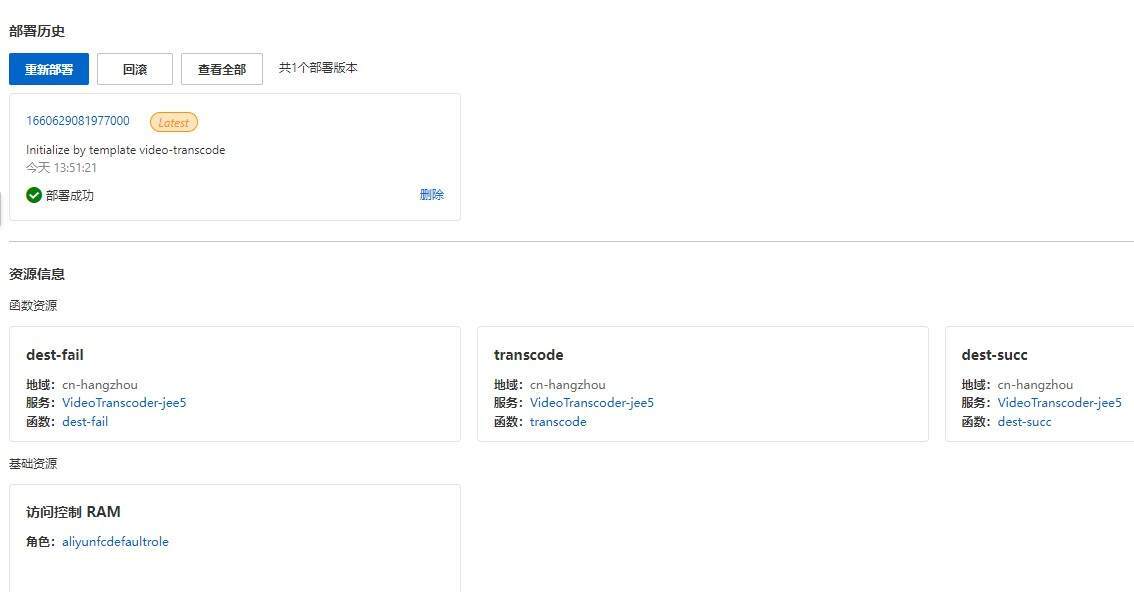 部署历史
重新部署 回滚 查看全部 共1个部署版本
1660629081977000 Latest
Initialize by template video-transcode
今天 13:51:21
部署成功 删除
资源信息
函数资源
dest-fail
地域：cn-hangzhou
服务：VideoTranscoder-jee5
函数：dest-fail
transcode
地域：cn-hangzhou
服务：VideoTranscoder-jee5
函数：transcode
dest-succ
地域：cn-hangzhou
服务：VideoTranscoder-jee5
函数：dest-succ
基础资源
访问控制 RAM
角色：aliyunfcdefaultrole